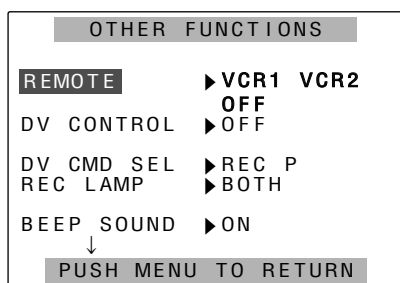 OTHER FUNCTIONS
REMOTE ▶VCR1 VCR2
OFF
DV CONTROL ▶OFF
DV CMD SEL ▶REC P
REC LAMP ▶BOTH
BEEP SOUND ▶ON
↓
PUSH MENU TO RETURN